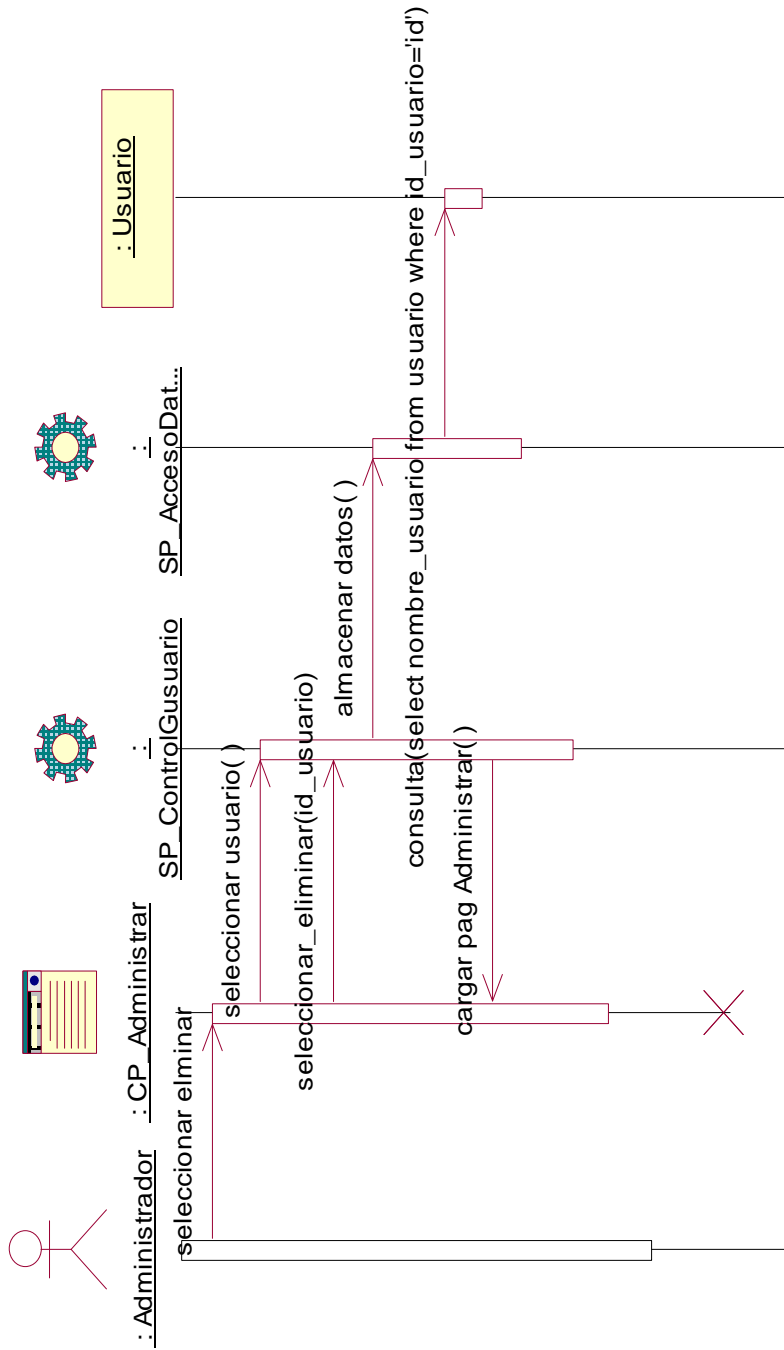 : Administrador
: CP_Administrar
:
SP_ControlGusuario
:
SP_AccesoDat...
: Usuario
seleccionar elminar
seleccionar usuario( )
seleccionar_eliminar(id_usuario)
almacenar datos( )
consulta(select nombre_usuario from usuario where id_usuario='id')
cargar pag Administrar( )